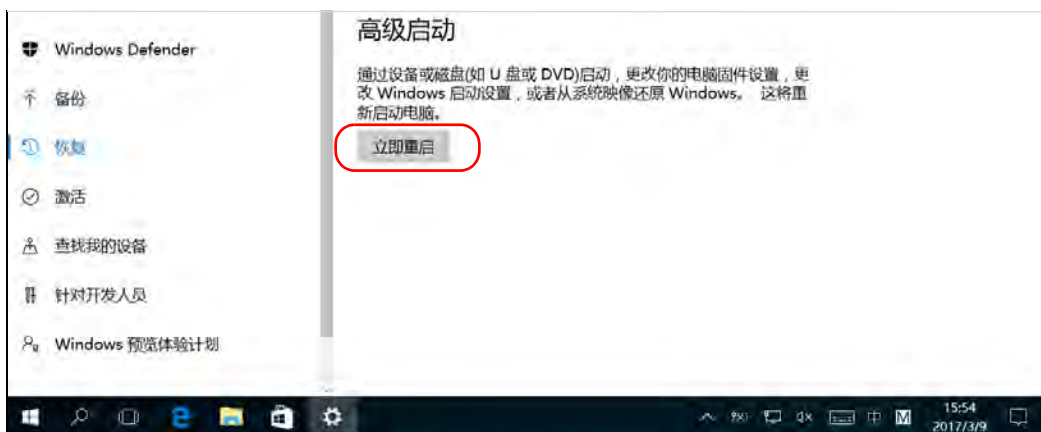 Windows Defender
备份
恢复
激活
查找我的设备
针对开发人员
Windows 预览体验计划
高级启动
通过设备或磁盘(如 U 盘或 DVD)启动，更改你的电脑固件设置，更
改 Windows 启动设置，或者从系统映像还原 Windows。 这将重
新启动电脑。
立即重启
中
M
15:54
2017/3/9